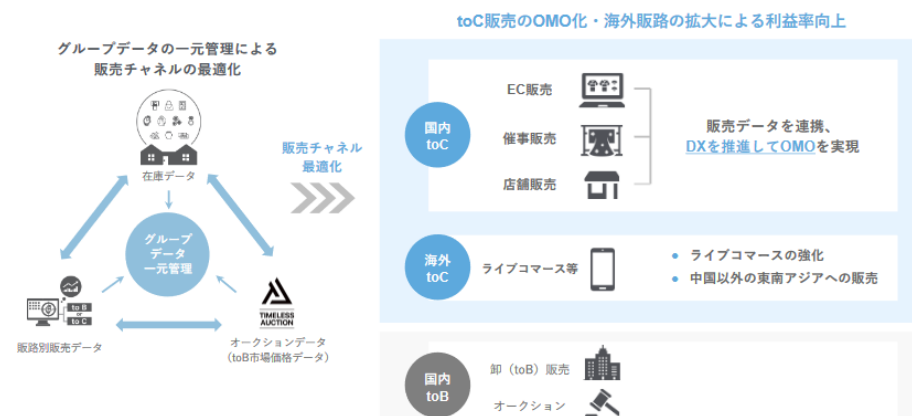 toC販売のOMO化・海外販路の拡大による利益率向上
グループデータの一元管理による
販売チャネルの最適化
在庫データ
グループ
データ
一元管理
to B
or
to C
販路別販売データ
TIMELESS
AUCTION
オークションデータ
（toB市場価格データ）
販売チャネル
最適化
国内
toC
EC販売
催事販売
店舗販売
販売データを連携、
DXを推進してOMOを実現
海外
toC
ライブコマース等
● ライブコマースの強化
● 中国以外の東南アジアへの販売
国内
toB
卸（toB）販売
オークション